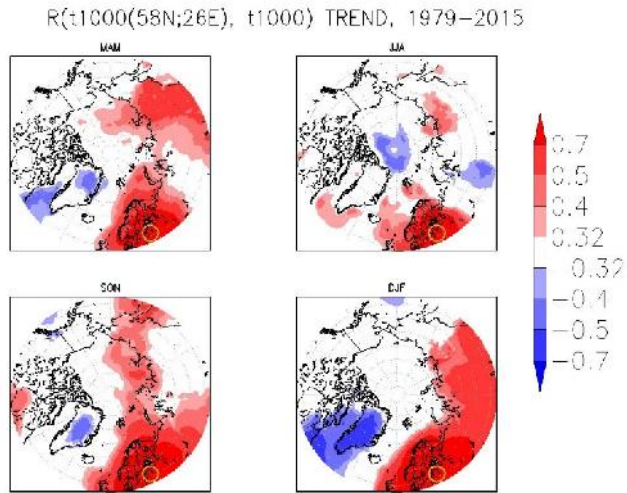 R(t1000(58N;26E), t1000) TREND, 1979-2015
MAM
JJA
0.7
0.5
0.4
0.32
-0.32
-0.4
-0.5
-0.7
SON
DJF